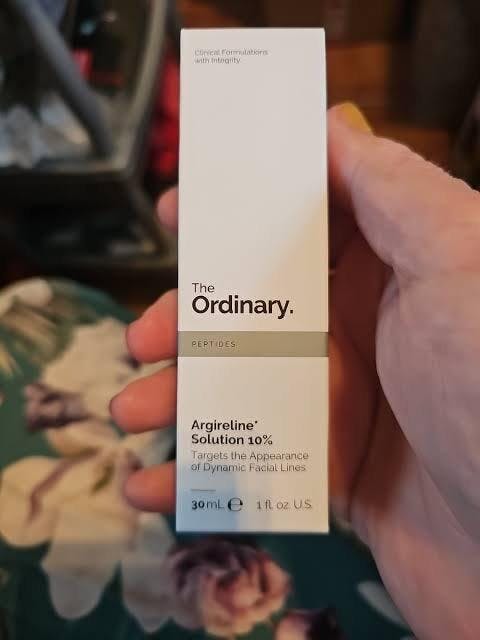 Clinical Formulations
with Integrity.
The
Ordinary.
PEPTIDES
Argireline*
Solution 10%
Targets the Appearance
of Dynamic Facial Lines
30mL ℮ 1 fl. oz. U.S.